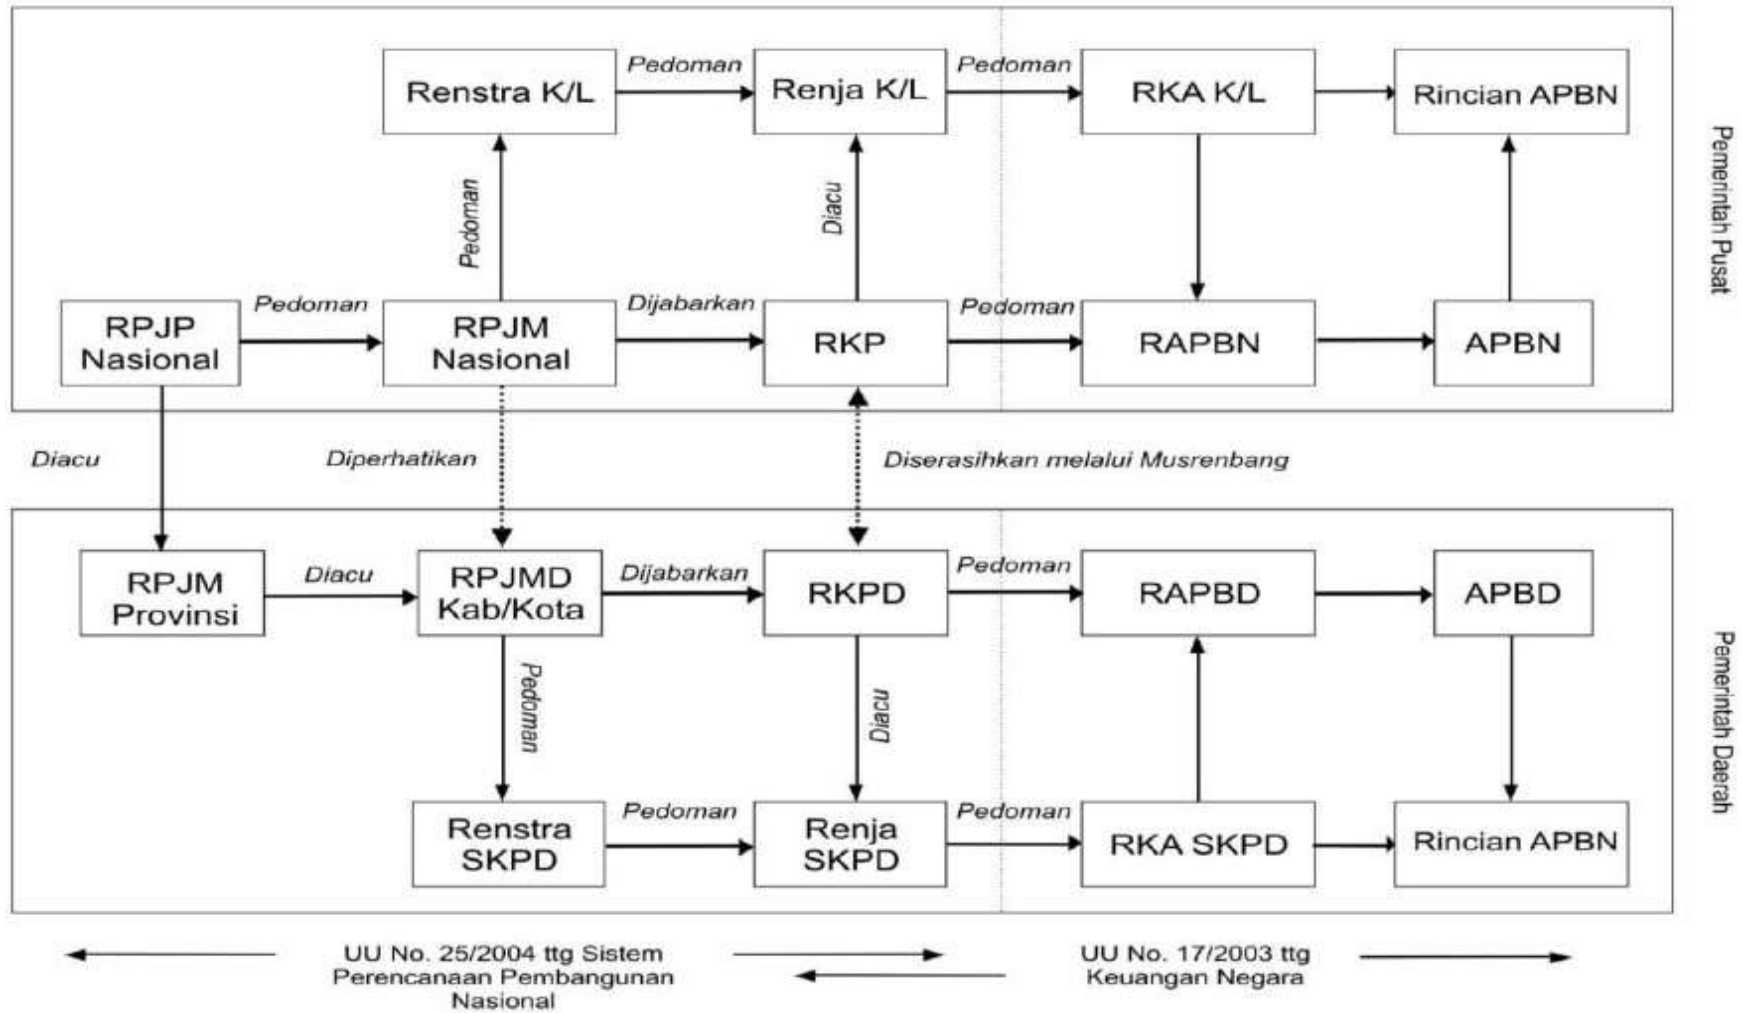 Pedoman
Pedoman
Renstra K/L
Renja K/L
RKA K/L
Rincian APBN
Pemerintah Pusat
Pedoman
Diacu
Pedoman
Dijabarkan
Pedoman
RPJP
Nasional
RPJM
Nasional
RKP
RAPBN
APBN
Diacu
Diperhatikan
Diserasihkan melalui Musrenbang
RPJM
Provinsi
Diacu
RPJMD
Kab/Kota
Dijabarkan
RKPD
Pedoman
RAPBD
APBD
Pemerintah Daerah
Pedoman
Diacu
Renstra
SKPD
Pedoman
Renja
SKPD
Pedoman
RKA SKPD
Rincian APBN
UU No. 25/2004 ttg Sistem
Perencanaan Pembangunan
Nasional
UU No. 17/2003 ttg
Keuangan Negara